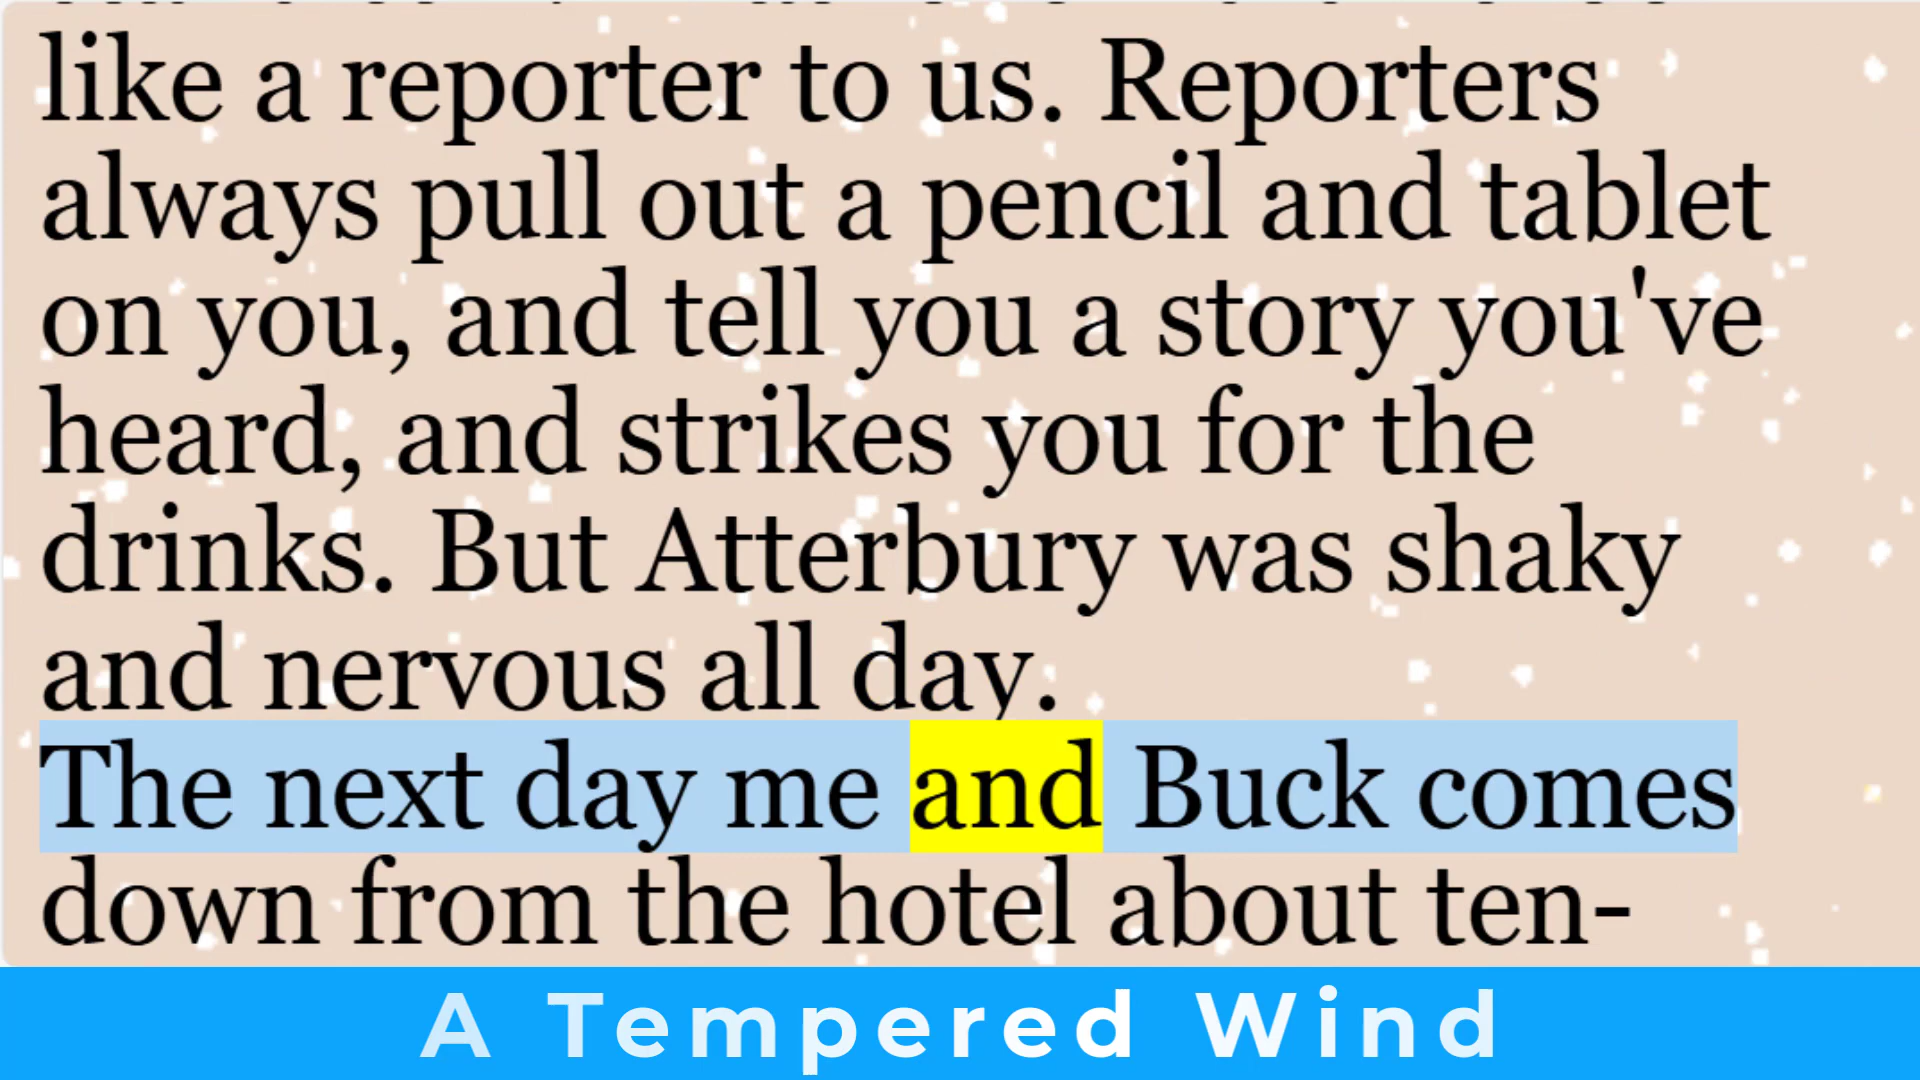 like a reporter to us. Reporters
always pull out a pencil and tablet
on you, and tell you a story you've
heard, and strikes you for the
drinks. But Atterbury was shaky
and nervous all day.
The next day me and Buck comes
down from the hotel about ten-
A Tempered Wind